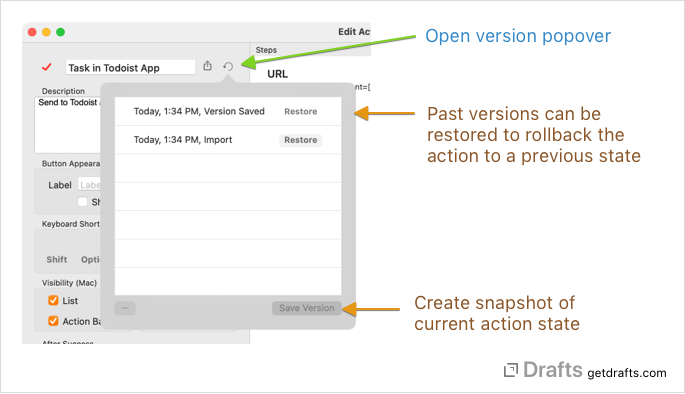 Edit Ac
Open version popover
Steps
Task in Todoist App
URL
Description
Send to Todoist
Today, 1:34 PM, Version Saved
Restore
Today, 1:34 PM, Import
Restore
Past versions can be
restored to rollback the
action to a previous state
Button Appeara
Label
Labe
Sh
Keyboard Short
Shift
Optio
Visibility (Mac)
List
Action Ba
...
Save Version
Create snapshot of
current action state
After Success
Drafts getdrafts.com